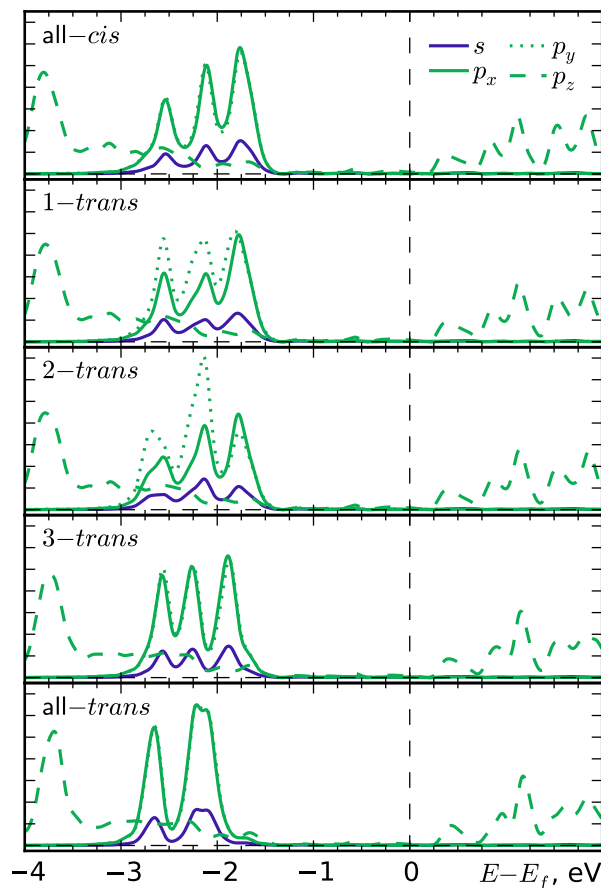 all−cis
s
p_y
p_x
p_z
1−trans
2−trans
3−trans
all−trans
−4 −3 −2 −1 0 E−E_f, eV